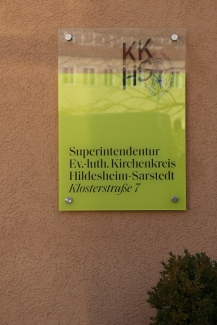 KK
HS
Superintendentur
Ev.-luth. Kirchenkreis
Hildesheim-Sarstedt
Klosterstraße 7